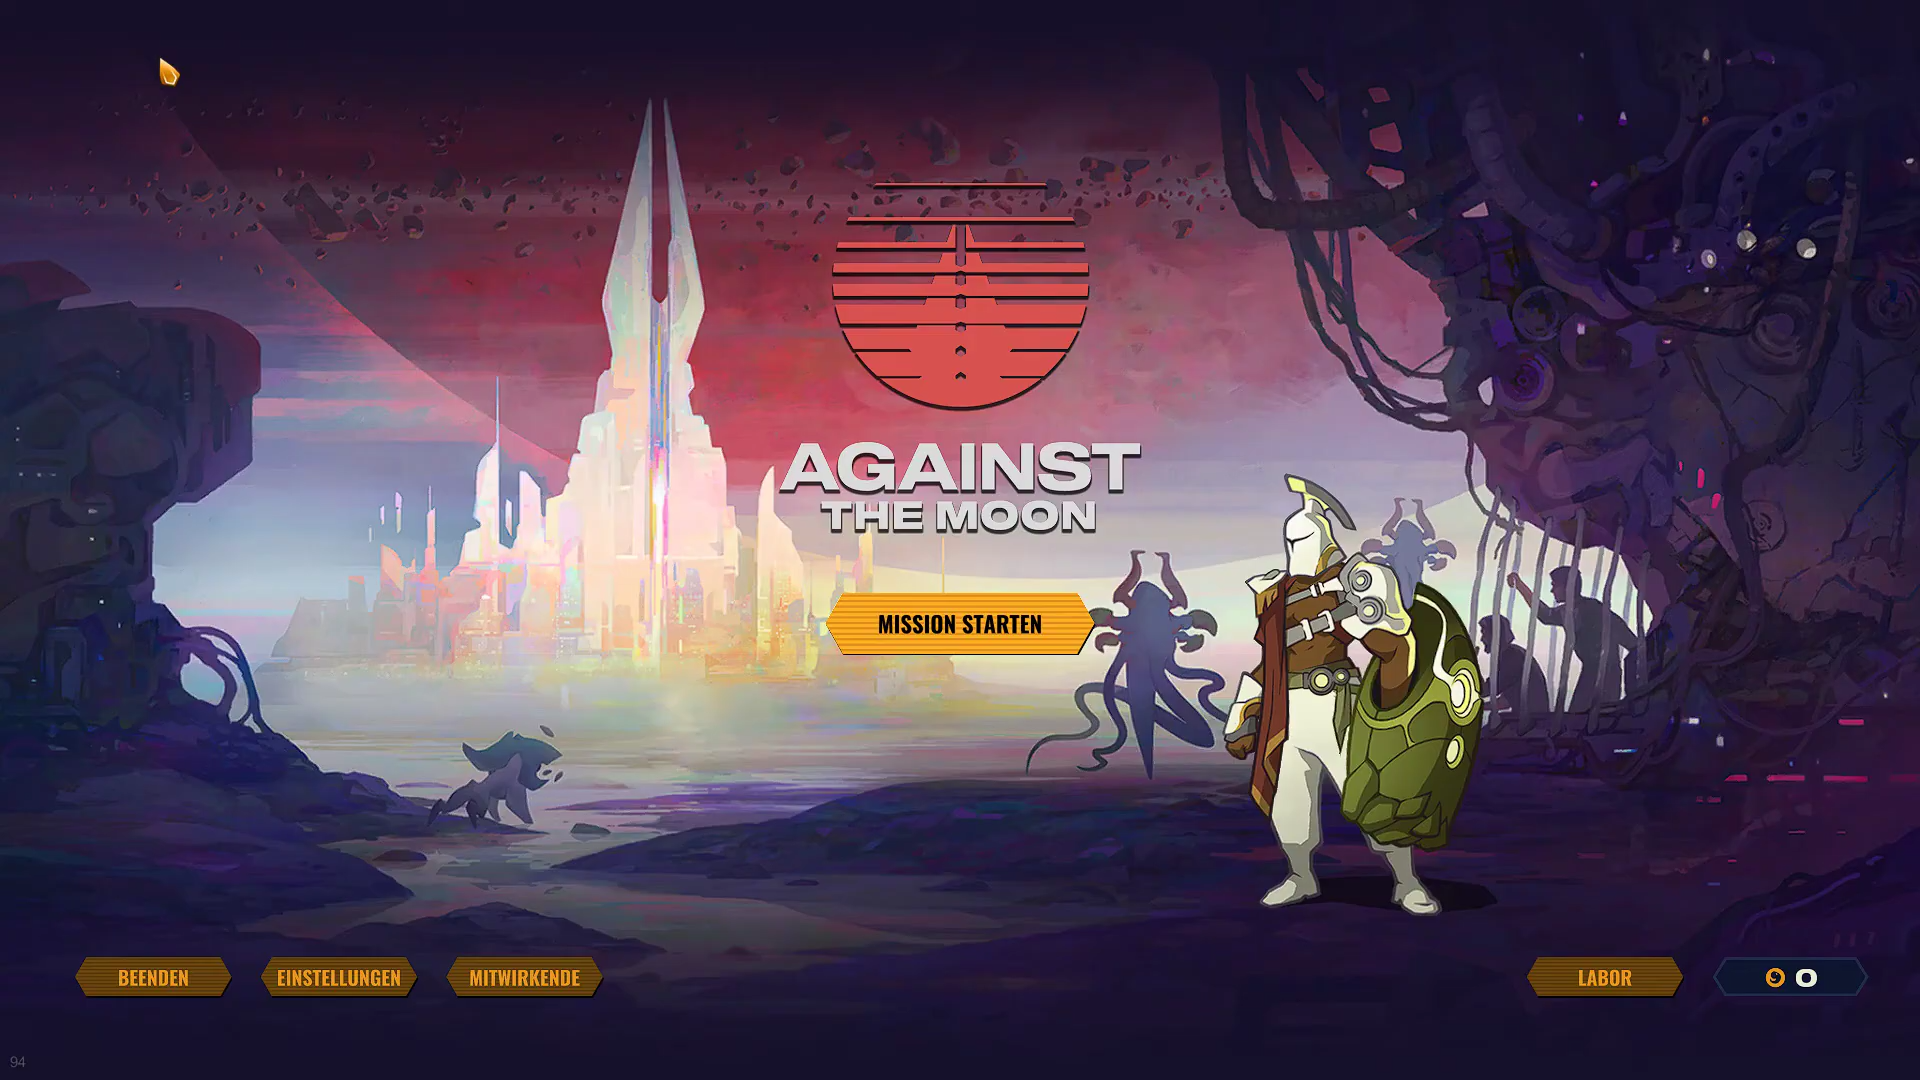 AGAINST
THE MOON
MISSION STARTEN
BEENDEN
EINSTELLUNGEN
MITWIRKENDE
LABOR
0
94